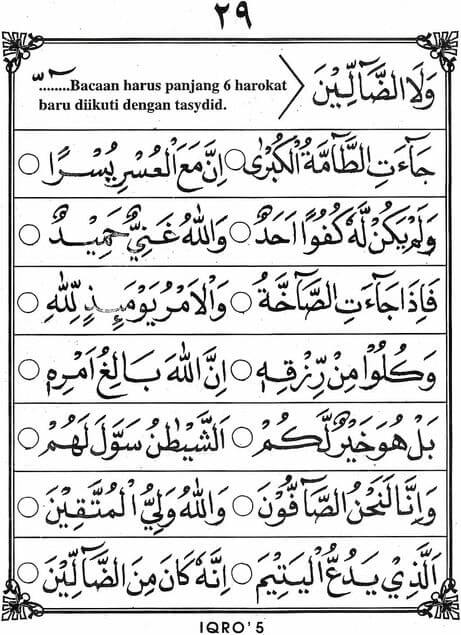 ٢٩
وَلَا الضَّآلِّيْنَ
........Bacaan harus panjang 6 harokat
baru diikuti dengan tasydid.
جَآءَتِ الطَّآمَّةُ الْكُبْرٰى ○ اِنَّ مَعَ الْعُسْرِ يُسْرًا ○
وَلَمْ يَكُنْ لَّهٗ كُفُوًا اَحَدٌ ○ وَاللّٰهُ غَنِيٌّ حَمِيْدٌ ○
فَاِذَا جَآءَتِ الصَّآخَّةُ ○ وَالْاَمْرُ يَوْمَئِذٍ لِّلّٰهِ ○
وَكُلُوْا مِنْ رِّزْقِهٖ ○ اِنَّ اللّٰهَ بَالِغُ اَمْرِهٖ ○
بَلْ هُوَ خَيْرٌ لَّكُمْ ○ اَلشَّيْطٰنُ سَوَّلَ لَهُمْ ○
وَاِنَّا لَنَحْنُ الصَّآفُّوْنَ ○ وَاللّٰهُ وَلِيُّ الْمُتَّقِيْنَ ○
اَلَّذِيْ يَدُعُّ الْيَتِيْمَ ○ اِنَّهٗ كَانَ مِنَ الضَّآلِّيْنَ ○
IQRO'5